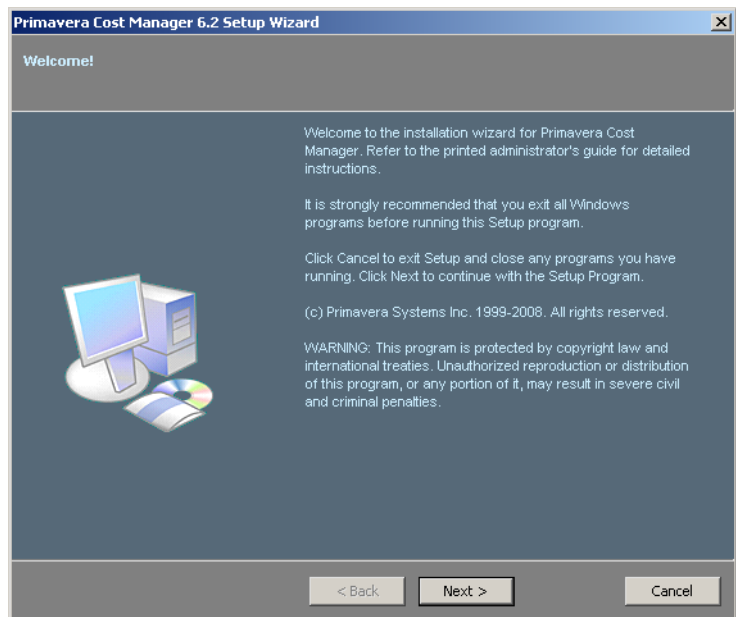 Primavera Cost Manager 6.2 Setup Wizard
Welcome!
Welcome to the installation wizard for Primavera Cost
Manager. Refer to the printed administrator's guide for detailed
instructions.
It is strongly recommended that you exit all Windows
programs before running this Setup program.
Click Cancel to exit Setup and close any programs you have
running. Click Next to continue with the Setup Program.
(c) Primavera Systems Inc. 1999-2008. All rights reserved.
WARNING: This program is protected by copyright law and
international treaties. Unauthorized reproduction or distribution
of this program, or any portion of it, may result in severe civil
and criminal penalties.
< Back Next > Cancel